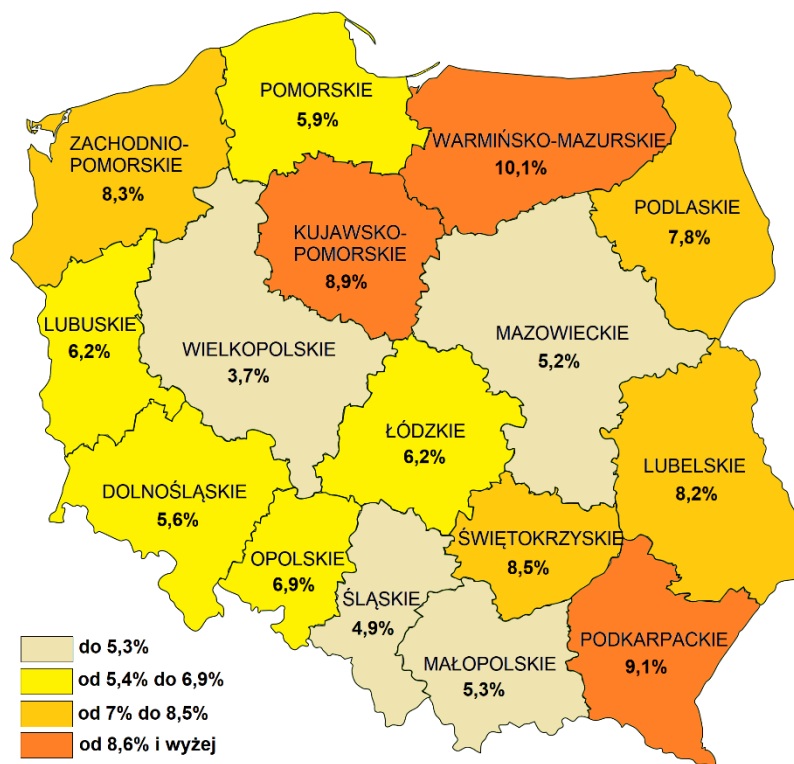 POMORSKIE
5,9%
WARMIŃSKO-MAZURSKIE
10,1%
ZACHODNIO-
POMORSKIE
8,3%
PODLASKIE
7,8%
KUJAWSKO-
POMORSKIE
8,9%
LUBUSKIE
6,2%
WIELKOPOLSKIE
3,7%
MAZOWIECKIE
5,2%
ŁÓDZKIE
6,2%
LUBELSKIE
8,2%
DOLNOŚLĄSKIE
5,6%
OPOLSKIE
6,9%
ŚWIĘTOKRZYSKIE
8,5%
ŚLĄSKIE
4,9%
MAŁOPOLSKIE
5,3%
PODKARPACKIE
9,1%
do 5,3%
od 5,4% do 6,9%
od 7% do 8,5%
od 8,6% i wyżej